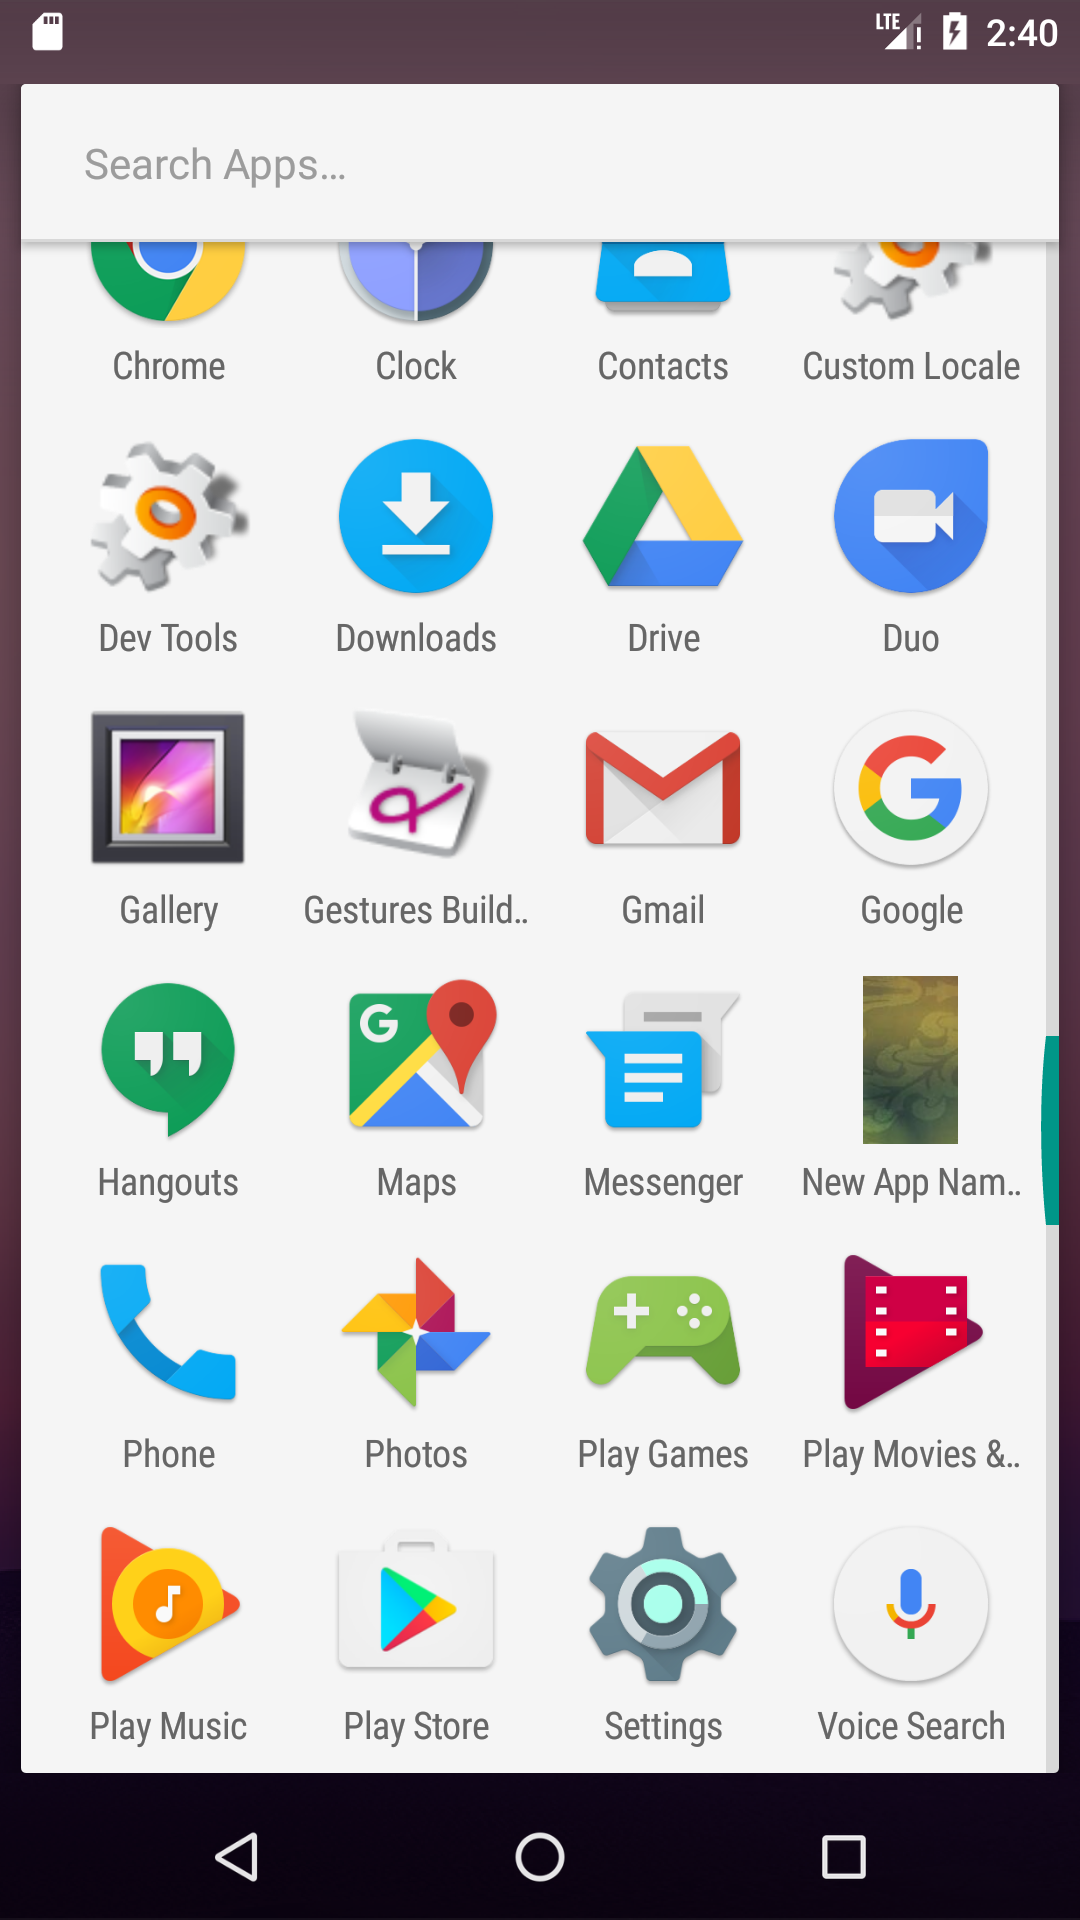 LTE 2:40
Search Apps...
Chrome Clock Contacts Custom Locale
Dev Tools Downloads Drive Duo
Gallery Gestures Build.. Gmail Google
Hangouts Maps Messenger New App Nam..
Phone Photos Play Games Play Movies &..
Play Music Play Store Settings Voice Search